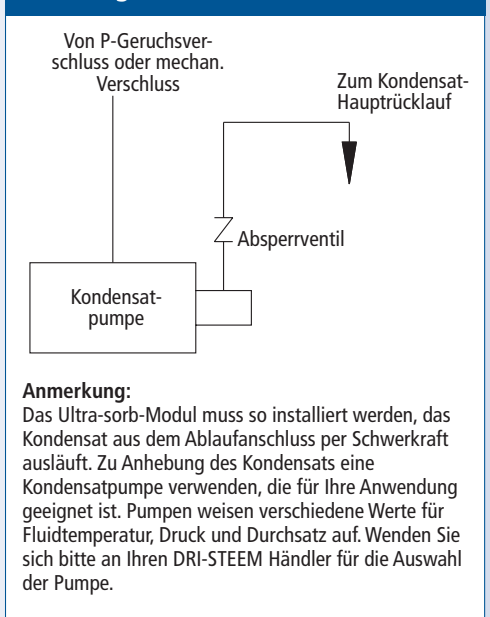 Von P-Geruchsver-
schluss oder mechan.
Verschluss
Zum Kondensat-
Hauptrücklauf
Absperrventil
Kondensat-
pumpe
Anmerkung:
Das Ultra-sorb-Modul muss so installiert werden, das
Kondensat aus dem Ablaufanschluss per Schwerkraft
ausläuft. Zu Anhebung des Kondensats eine
Kondensatpumpe verwenden, die für Ihre Anwendung
geeignet ist. Pumpen weisen verschiedene Werte für
Fluidtemperatur, Druck und Durchsatz auf. Wenden Sie
sich bitte an Ihren DRI-STEEM Händler für die Auswahl
der Pumpe.